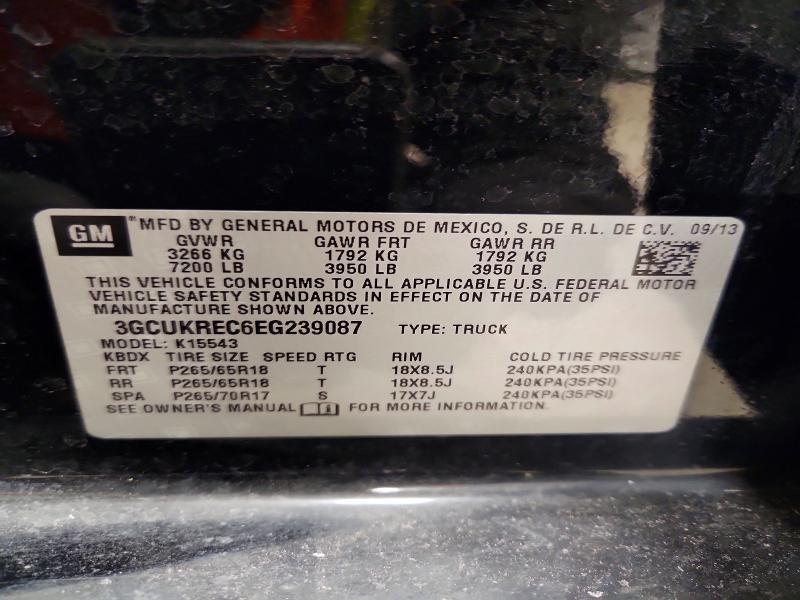 GM MFD BY GENERAL MOTORS DE MEXICO, S. DE R.L. DE C.V. 09/13
GVWR GAWR FRT GAWR RR
3266 KG 1792 KG 1792 KG
7200 LB 3950 LB 3950 LB
THIS VEHICLE CONFORMS TO ALL APPLICABLE U.S. FEDERAL MOTOR
VEHICLE SAFETY STANDARDS IN EFFECT ON THE DATE OF
MANUFACTURE SHOWN ABOVE.
3GCUKREC6EG239087 TYPE: TRUCK
MODEL: K15543
KBDX TIRE SIZE SPEED RTG RIM COLD TIRE PRESSURE
FRT P265/65R18 T 18X8.5J 240KPA(35PSI)
RR P265/65R18 T 18X8.5J 240KPA(35PSI)
SPA P265/70R17 S 17X7J 240KPA(35PSI)
SEE OWNER'S MANUAL FOR MORE INFORMATION.